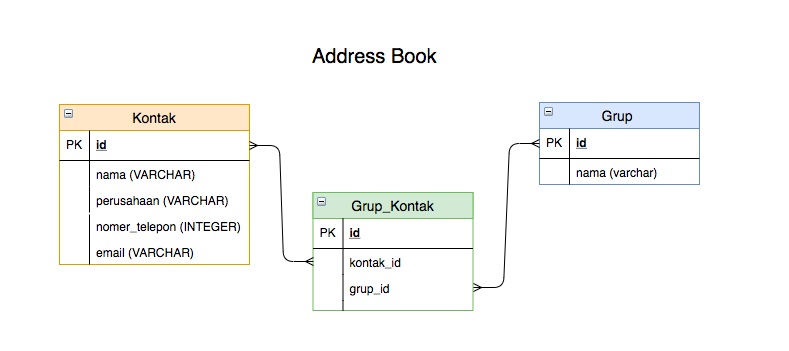 Address Book
Kontak
PK id
nama (VARCHAR)
perusahaan (VARCHAR)
nomer_telepon (INTEGER)
email (VARCHAR)
Grup_Kontak
PK id
kontak_id
grup_id
Grup
PK id
nama (varchar)